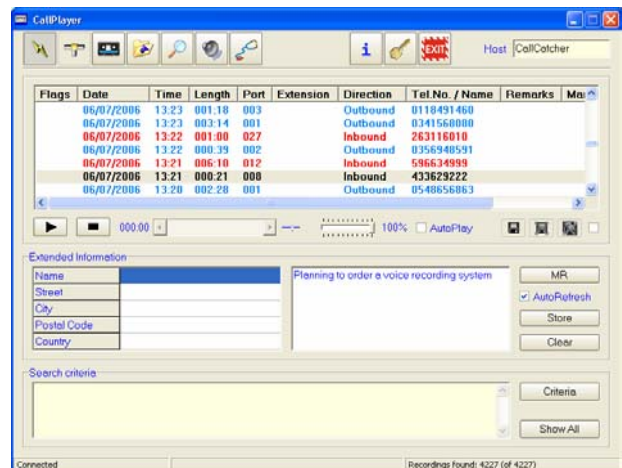 CallPlayer
i EXIT Host CallCatcher
Flags Date Time Length Port Extension Direction Tel.No. / Name Remarks Ma
06/07/2006 13:23 001:18 003 Outbound 0118491460
06/07/2006 13:23 003:14 001 Outbound 0341568080
06/07/2006 13:22 001:00 027 Inbound 263116010
06/07/2006 13:22 000:39 002 Outbound 0356948591
06/07/2006 13:21 006:10 012 Inbound 596634999
06/07/2006 13:21 000:21 008 Inbound 433629222
06/07/2006 13:20 002:28 001 Outbound 0548656863
000:00 --:-- 100% AutoPlay
Extended Information
Name
Planning to order a voice recording system
MR
Street
AutoRefresh
City
Store
Postal Code
Country
Clear
Search criteria
Criteria
Show All
Connected
Recordings found: 4227 (of 4227)